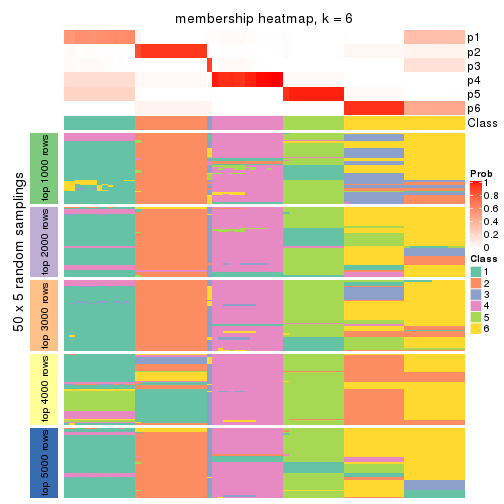 membership heatmap, k = 6
p1
p2
p3
p4
p5
p6
Class
50 x 5 random samplings
top 1000 rows
top 2000 rows
top 3000 rows
top 4000 rows
top 5000 rows
Prob
1
0.8
0.6
0.4
0.2
0
Class
1
2
3
4
5
6